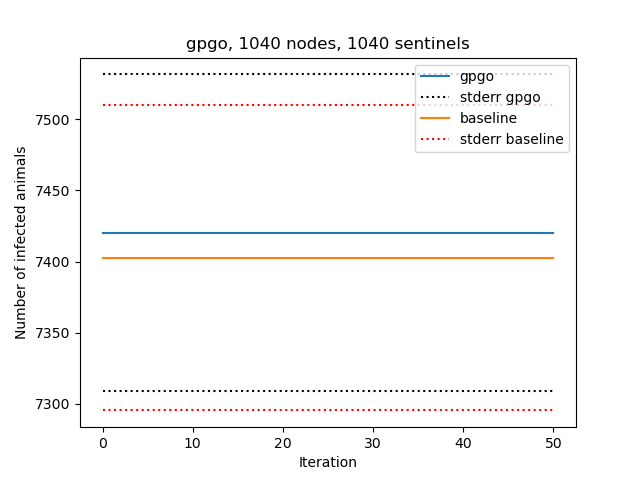 gpgo, 1040 nodes, 1040 sentinels
gpgo
stderr gpgo
baseline
stderr baseline
Number of infected animals
7500
7450
7400
7350
7300
0 10 20 30 40 50
Iteration